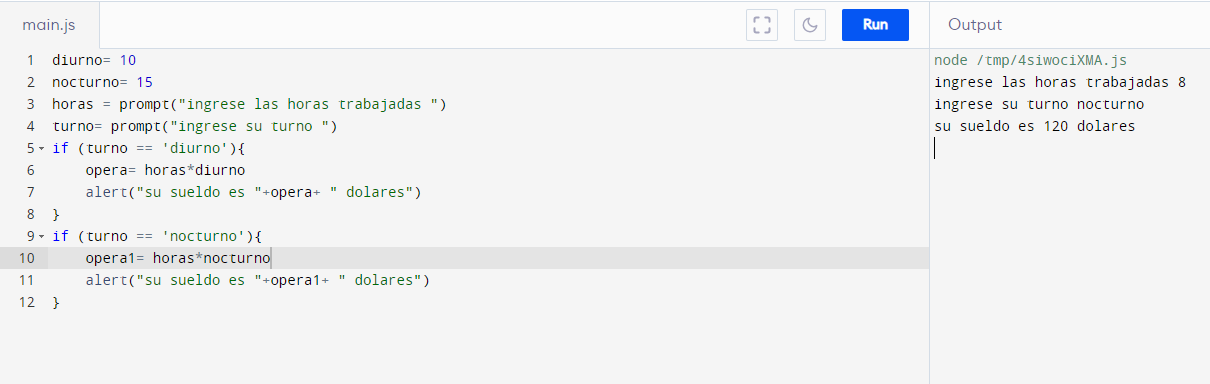 main.js
Run
Output
1 diurno= 10
2 nocturno= 15
3 horas = prompt("ingrese las horas trabajadas ")
4 turno= prompt("ingrese su turno ")
5 if (turno == 'diurno'){
6 opera= horas*diurno
7 alert("su sueldo es "+opera+ " dolares")
8 }
9 if (turno == 'nocturno'){
10 opera1= horas*nocturno
11 alert("su sueldo es "+opera1+ " dolares")
12 }
node /tmp/4siwociXMA.js
ingrese las horas trabajadas 8
ingrese su turno nocturno
su sueldo es 120 dolares